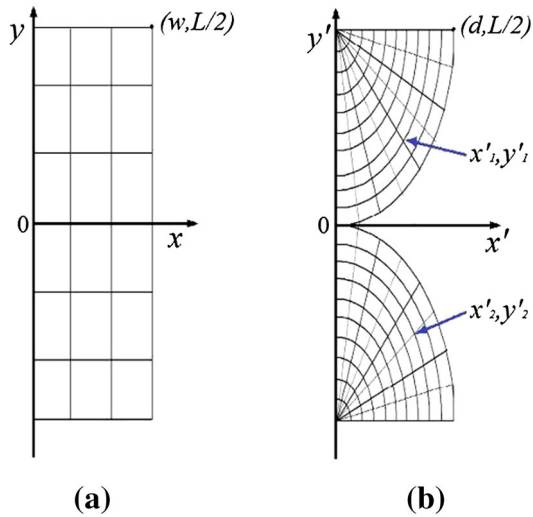 y
(w,L/2)
0
x
y'
(d,L/2)
x'₁,y'₁
0
x'
x'₂,y'₂
(a)
(b)